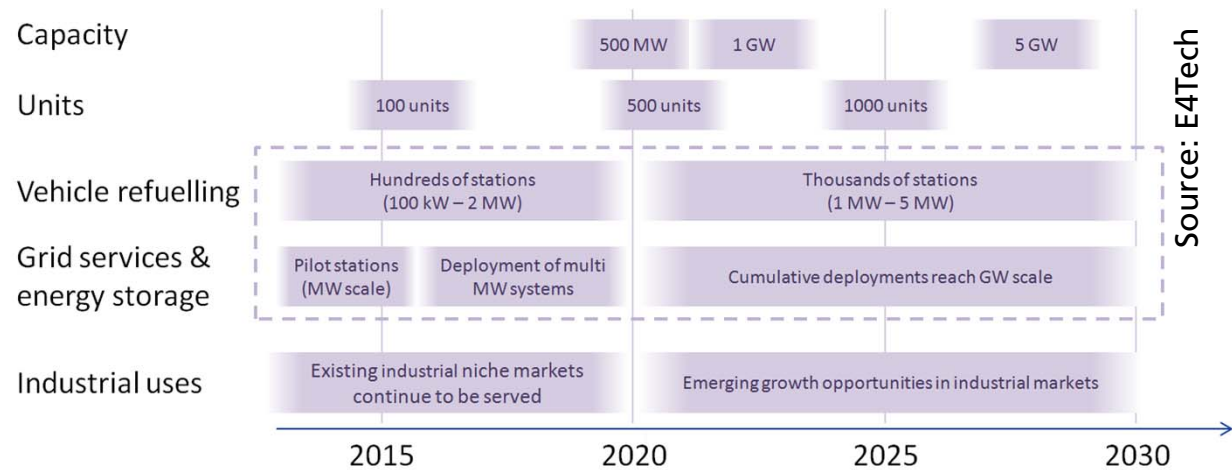 Capacity
500 MW
1 GW
5 GW
Units
100 units
500 units
1000 units
Vehicle refuelling
Hundreds of stations
(100 kW – 2 MW)
Thousands of stations
(1 MW – 5 MW)
Grid services &
energy storage
Pilot stations
(MW scale)
Deployment of multi
MW systems
Cumulative deployments reach GW scale
Industrial uses
Existing industrial niche markets
continue to be served
Emerging growth opportunities in industrial markets
2015
2020
2025
2030
Source: E4Tech